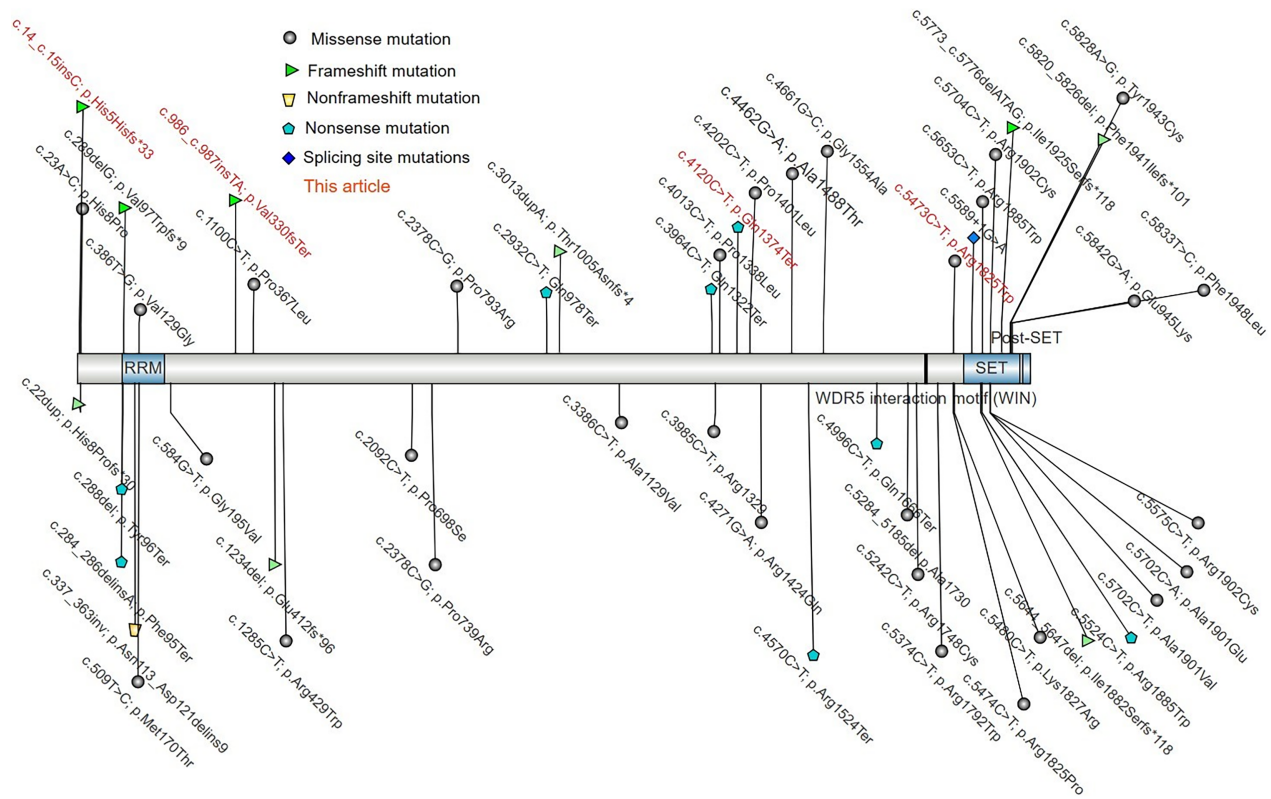 Missense mutation
Frameshift mutation
Nonframeshift mutation
Nonsense mutation
Splicing site mutations
This article
c.14_c.15insC; p.His5Hisfs*33
c.23A>C; p.His8Pro
c.289delG; p.Val97Trpfs*9
c.386T>G; p.Val129Gly
c.986_c.987insTA; p.Val330fsTer
c.1100C>T; p.Pro367Leu
c.2378C>G; p.Pro793Arg
c.2932C>T; Gln978Ter
c.3013dupA; p.Thr1005Asnfs*4
c.3964C>T; Gln1322Ter
c.4013C>T; p.Pro1338Leu
c.4120C>T; p.Gln1374Ter
c.4202C>T; p.Pro1401Leu
c.4462G>A; p.Ala1488Thr
c.4661G>C; p.Gly1554Ala
c.5473C>T; p.Arg1825Trp
c.5589+1G>A
c.5653C>T; p.Arg1885Trp
c.5704C>T; p.Arg1902Cys
c.5773_c.5776delATAG; p.Ile1925Serfs*118
c.5820_5826del; p.Phe1941Ilefs*101
c.5828A>G; p.Tyr1943Cys
c.5842G>A; p.Glu945Lys
c.5833T>C; p.Phe1948Leu
Post-SET
RRM
SET
WDR5 interaction motif (WIN)
c.22dup; p.His8Profs*30
c.288del; p.Tyr96Ter
c.284_286delinsA; p.Phe95Ter
c.337_363inv; p.Asn113_Asp121delins9
c.509T>C; p.Met170Thr
c.584G>T; p.Gly195Val
c.1234del; p.Glu412fs*96
c.1285C>T; p.Arg429Trp
c.2092C>T; p.Pro698Se
c.2378C>G; p.Pro739Arg
c.3386C>T; p.Ala1129Val
c.3985C>T; p.Arg1329
c.4271G>A; p.Arg1424Gln
c.4570C>T; p.Arg1524Ter
c.4996C>T; p.Gln1666Ter
c.5284_5185del p.Ala1730
c.5242C>T; p.Arg1748Cys
c.5374C>T; p.Arg1792Trp
c.5474C>T; p.Arg1825Pro
c.5480C>T; p.Lys1827Arg
c.5644_5647del; p.Ile1882Serfs*118
c.5524C>T; p.Arg1885Trp
c.5702C>T; p.Ala1901Val
c.5702C>A; p.Ala1901Glu
c.5575C>T; p.Arg1902Cys